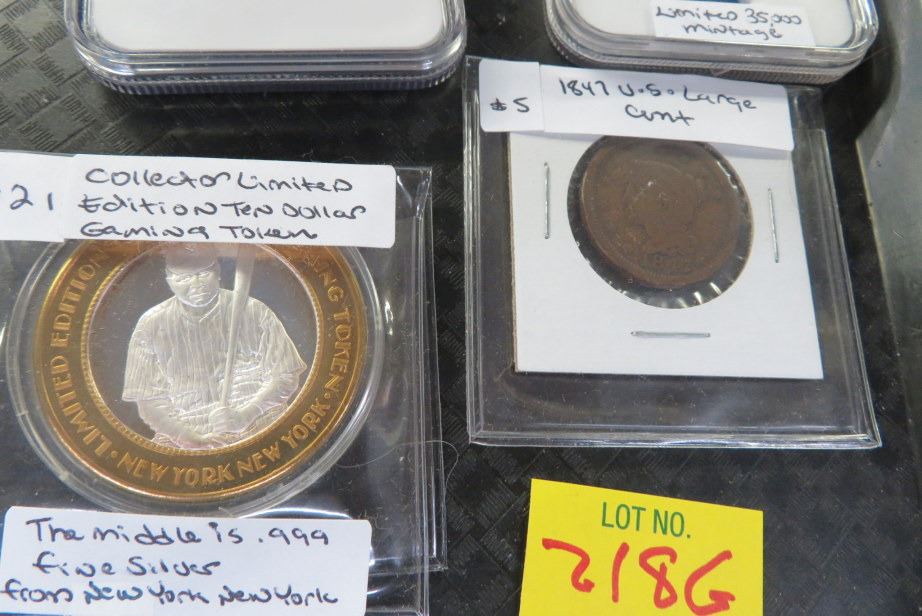 Limited 35,000
mintage
#5
1847 U.S. Large
Cent
21
Collector Limited
Edition Ten Dollar
Gaming Token
LIMITED EDITION
TOKEN
NEW YORK NEW YORK
The middle is .999
fine silver
from New York New York
LOT NO.
218G